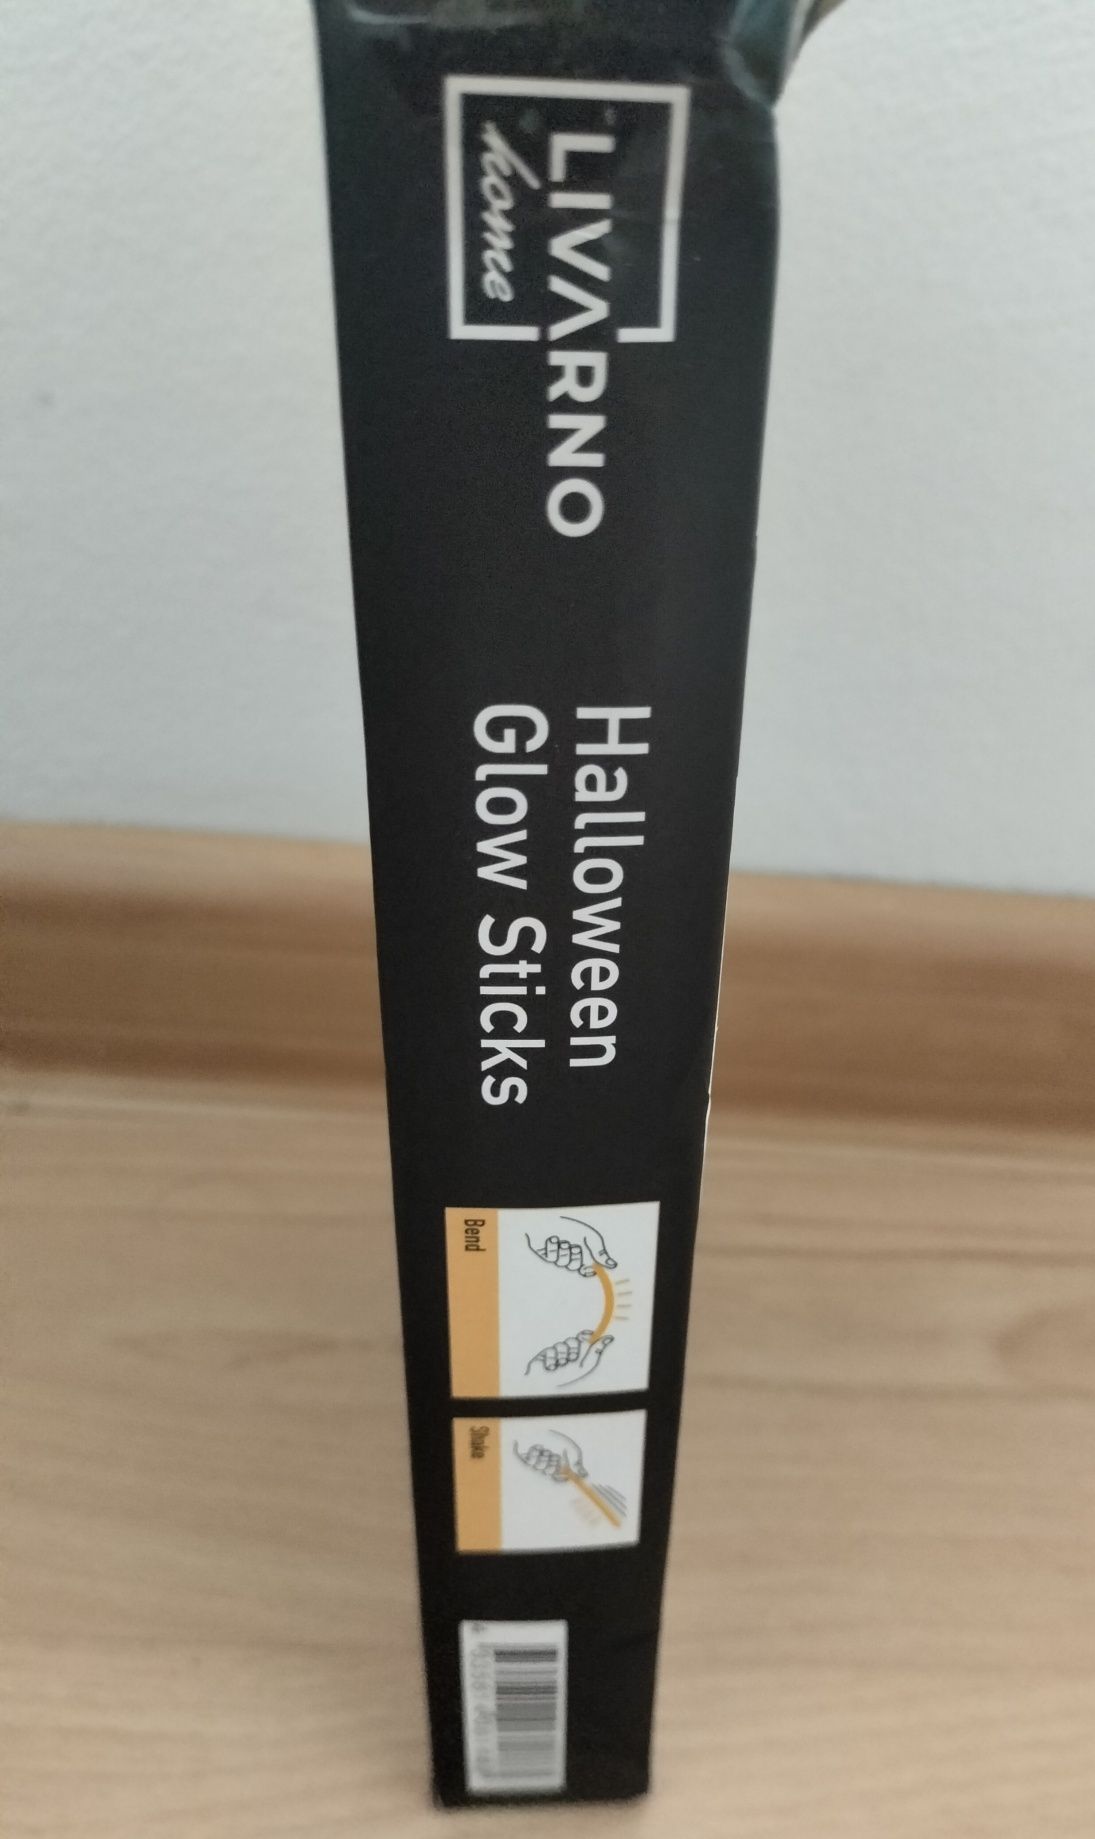 LIVARNO
home
Halloween
Glow Sticks
Bend
Shake